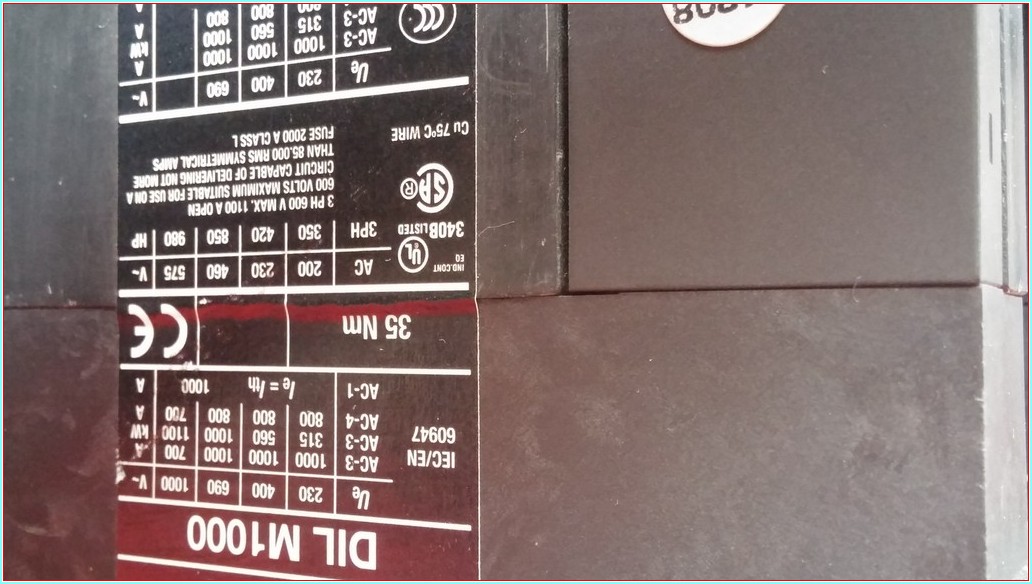 DIL M1000
Ue 230 400 690 1000 V~
IEC/EN AC-3 1000 1000 1000 700 A
60947 AC-3 315 560 1000 1100 kW
AC-4 800 800 800 700 A
AC-1 Ie = Ith 1000 A
35 Nm CE
IND.CONT
EQ
UL AC 200 230 460 575 V~
340B LISTED 3PH 350 420 850 980 HP
3 PH 600 V MAX. 1100 A OPEN
600 VOLTS MAXIMUM SUITABLE FOR USE ON A
CIRCUIT CAPABLE OF DELIVERING NOT MORE
THAN 85.000 RMS SYMMETRICAL AMPS
FUSE 2000 A CLASS L
SA ®
Cu 75°C WIRE
Ue 230 400 690 V~
AC-3 1000 1000 1000 A
AC-3 315 560 1000 kW
800 800 800 A
CCC